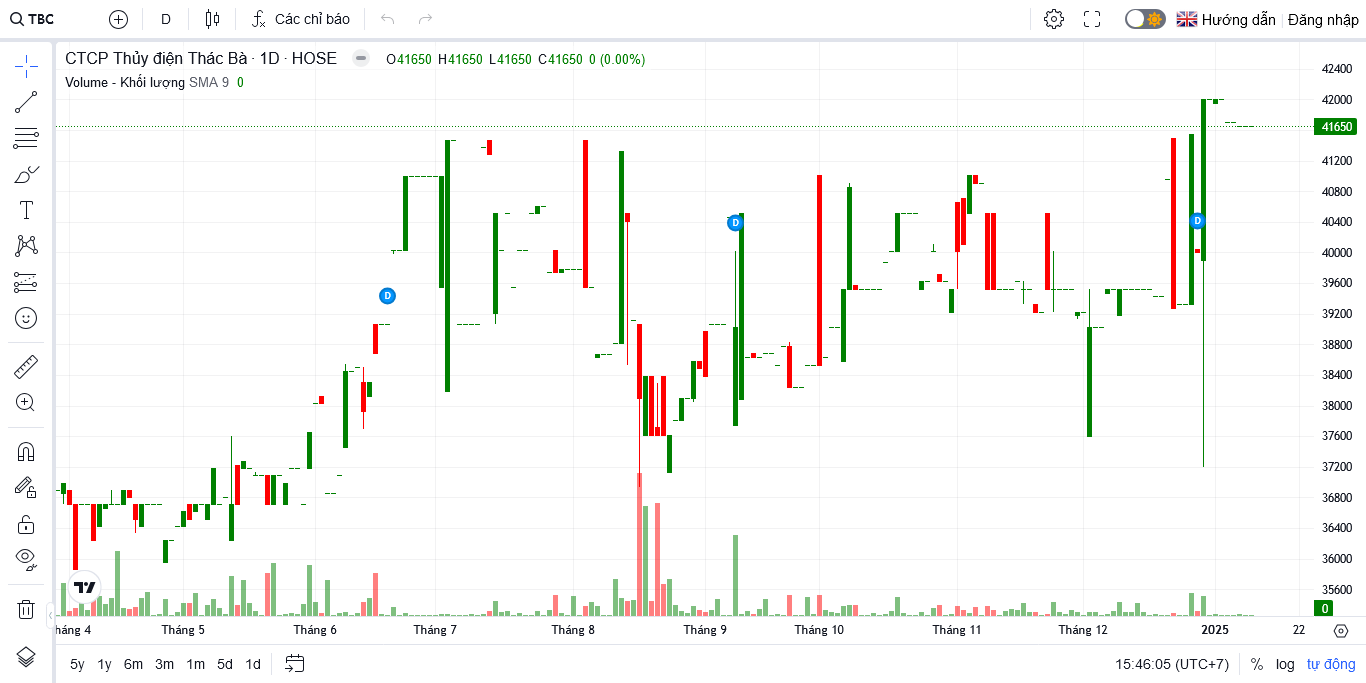 TBC D Các chỉ báo Hướng dẫn Đăng nhập
CTCP Thủy điện Thác Bà · 1D · HOSE O41650 H41650 L41650 C41650 0 (0.00%)
Volume - Khối lượng SMA 9 0
42400
42000
41650
41200
40800
40400
40000
39600
39200
38800
38400
38000
37600
37200
36800
36400
36000
35600
0
D
D
D
háng 4 Tháng 5 Tháng 6 Tháng 7 Tháng 8 Tháng 9 Tháng 10 Tháng 11 Tháng 12 2025 22
5y 1y 6m 3m 1m 5d 1d 15:46:05 (UTC+7) % log tự động